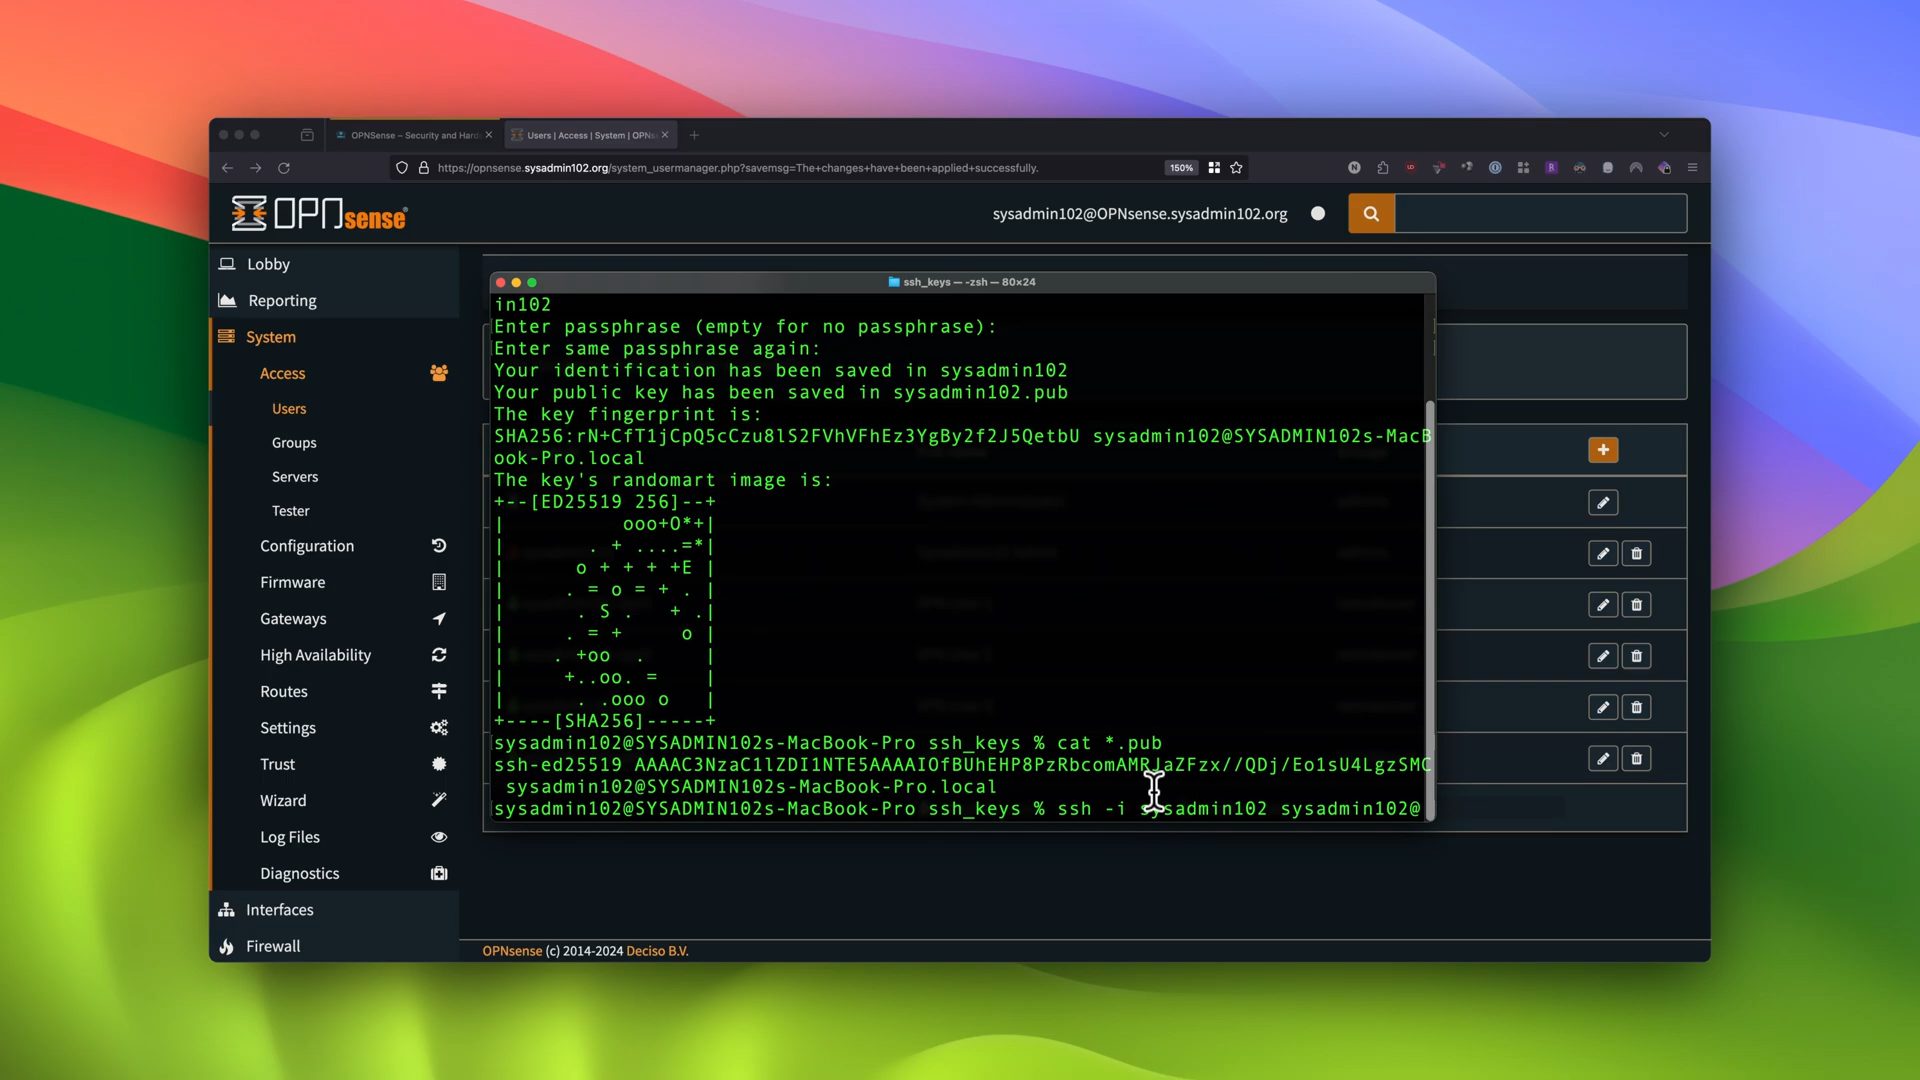 OPNSense – Security and Hard
Users | Access | System | OPNs
https://opnsense.sysadmin102.org/system_usermanager.php?savemsg=The+changes+have+been+applied+successfully.
150%
OPNsense
sysadmin102@OPNsense.sysadmin102.org
Lobby
Reporting
System
Access
Users
Groups
Servers
Tester
Configuration
Firmware
Gateways
High Availability
Routes
Settings
Trust
Wizard
Log Files
Diagnostics
Interfaces
Firewall
ssh_keys — -zsh — 80×24
in102
Enter passphrase (empty for no passphrase):
Enter same passphrase again:
Your identification has been saved in sysadmin102
Your public key has been saved in sysadmin102.pub
The key fingerprint is:
SHA256:rN+CfT1jCpQ5cCzu8lS2FVhVFhEz3YgBy2f2J5QetbU sysadmin102@SYSADMIN102s-MacB
ook-Pro.local
The key's randomart image is:
+--[ED25519 256]--+
|          ooo+O*+|
|       . + ....=*|
|      o + + + +E |
|     . = o = + . |
|      . S .   + .|
|     . = +     o |
|    . +oo  .     |
|     +..oo. =    |
|      . .ooo o   |
+----[SHA256]-----+
sysadmin102@SYSADMIN102s-MacBook-Pro ssh_keys % cat *.pub
ssh-ed25519 AAAAC3NzaC1lZDI1NTE5AAAAIOfBUhEHP8PzRbcomAMRJaZFzx//QDj/Eo1sU4LgzSMC
sysadmin102@SYSADMIN102s-MacBook-Pro.local
sysadmin102@SYSADMIN102s-MacBook-Pro ssh_keys % ssh -i sysadmin102 sysadmin102@
OPNsense (c) 2014-2024 Deciso B.V.